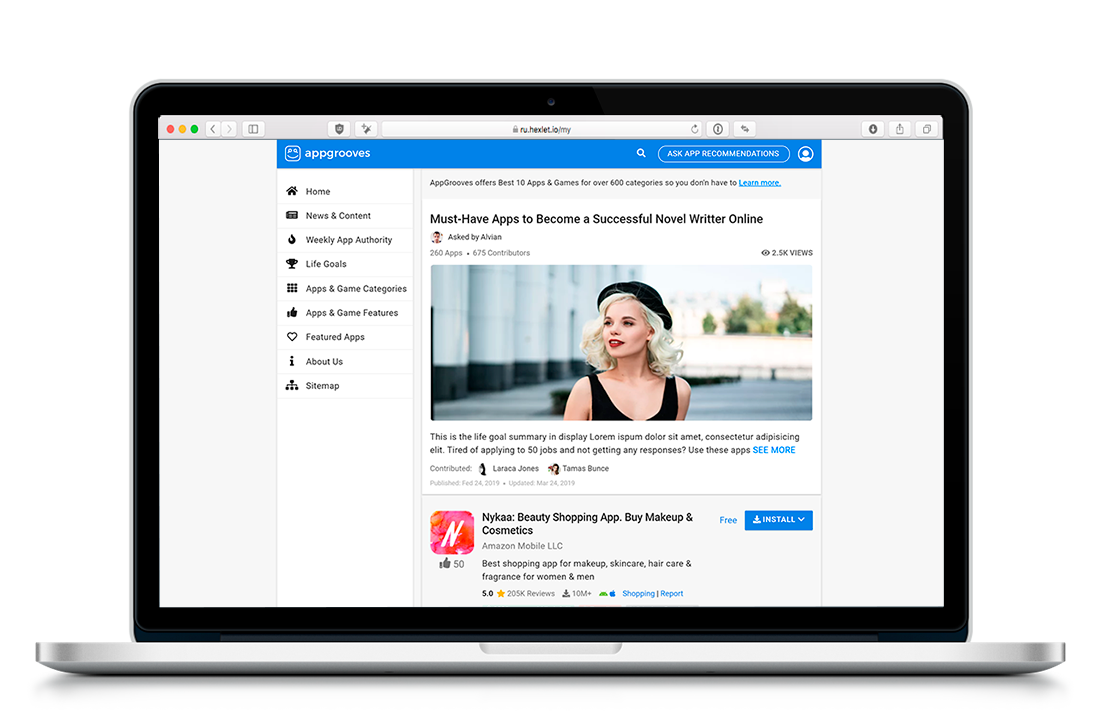 ru.hexlet.io/my
appgrooves
ASK APP RECOMMENDATIONS
Home
News & Content
Weekly App Authority
Life Goals
Apps & Game Categories
Apps & Game Features
Featured Apps
About Us
Sitemap
AppGrooves offers Best 10 Apps & Games for over 600 categories so you don'n have to Learn more.
Must-Have Apps to Become a Successful Novel Writter Online
Asked by Alvian
260 Apps • 675 Contributors
2.5K VIEWS
This is the life goal summary in display Lorem ispum dolor sit amet, consectetur adipisicing
elit. Tired of applying to 50 jobs and not getting any responses? Use these apps SEE MORE
Contributed: Laraca Jones Tamas Bunce
Published: Fed 24, 2019 • Updated: Mar 24, 2019
N
50
Nykaa: Beauty Shopping App. Buy Makeup &
Cosmetics
Free
INSTALL
Amazon Mobile LLC
Best shopping app for makeup, skincare, hair care &
fragrance for women & men
5.0 205K Reviews 10M+ Shopping | Report